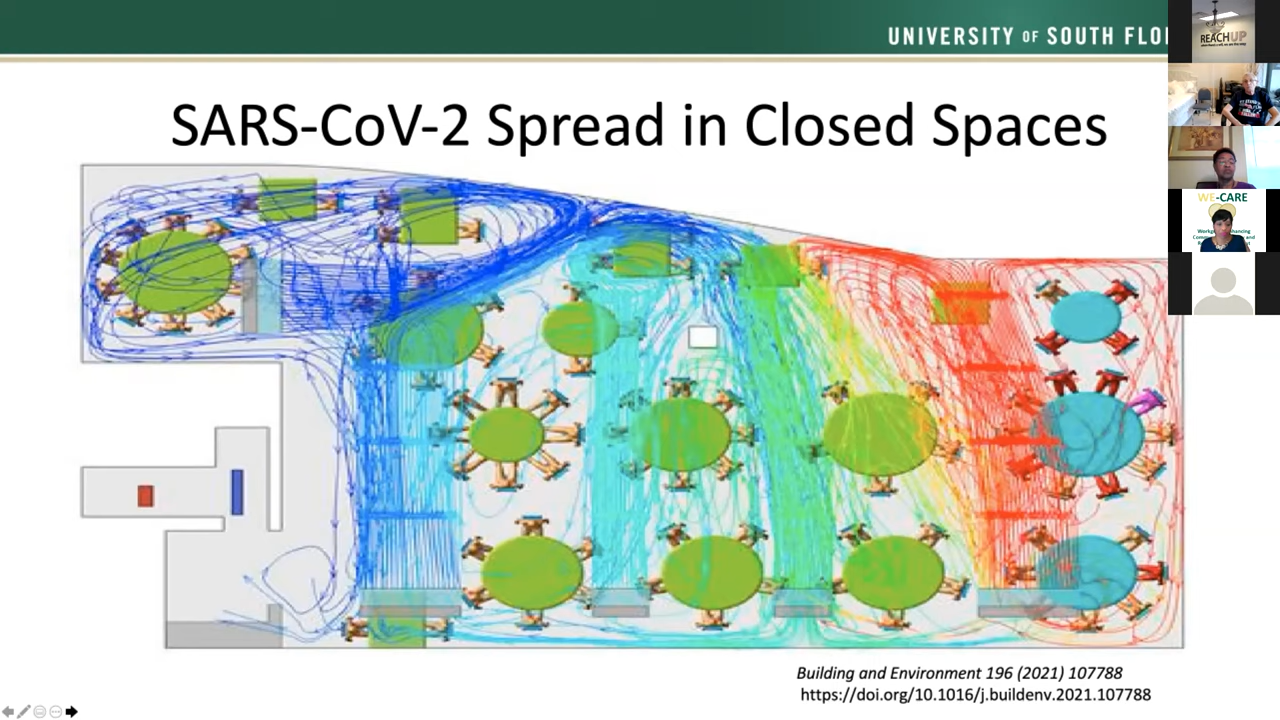 UNIVERSITY OF SOUTH FLO
REACHUP
SARS-CoV-2 Spread in Closed Spaces
WE-CARE
Building and Environment 196 (2021) 107788
https://doi.org/10.1016/j.buildenv.2021.107788